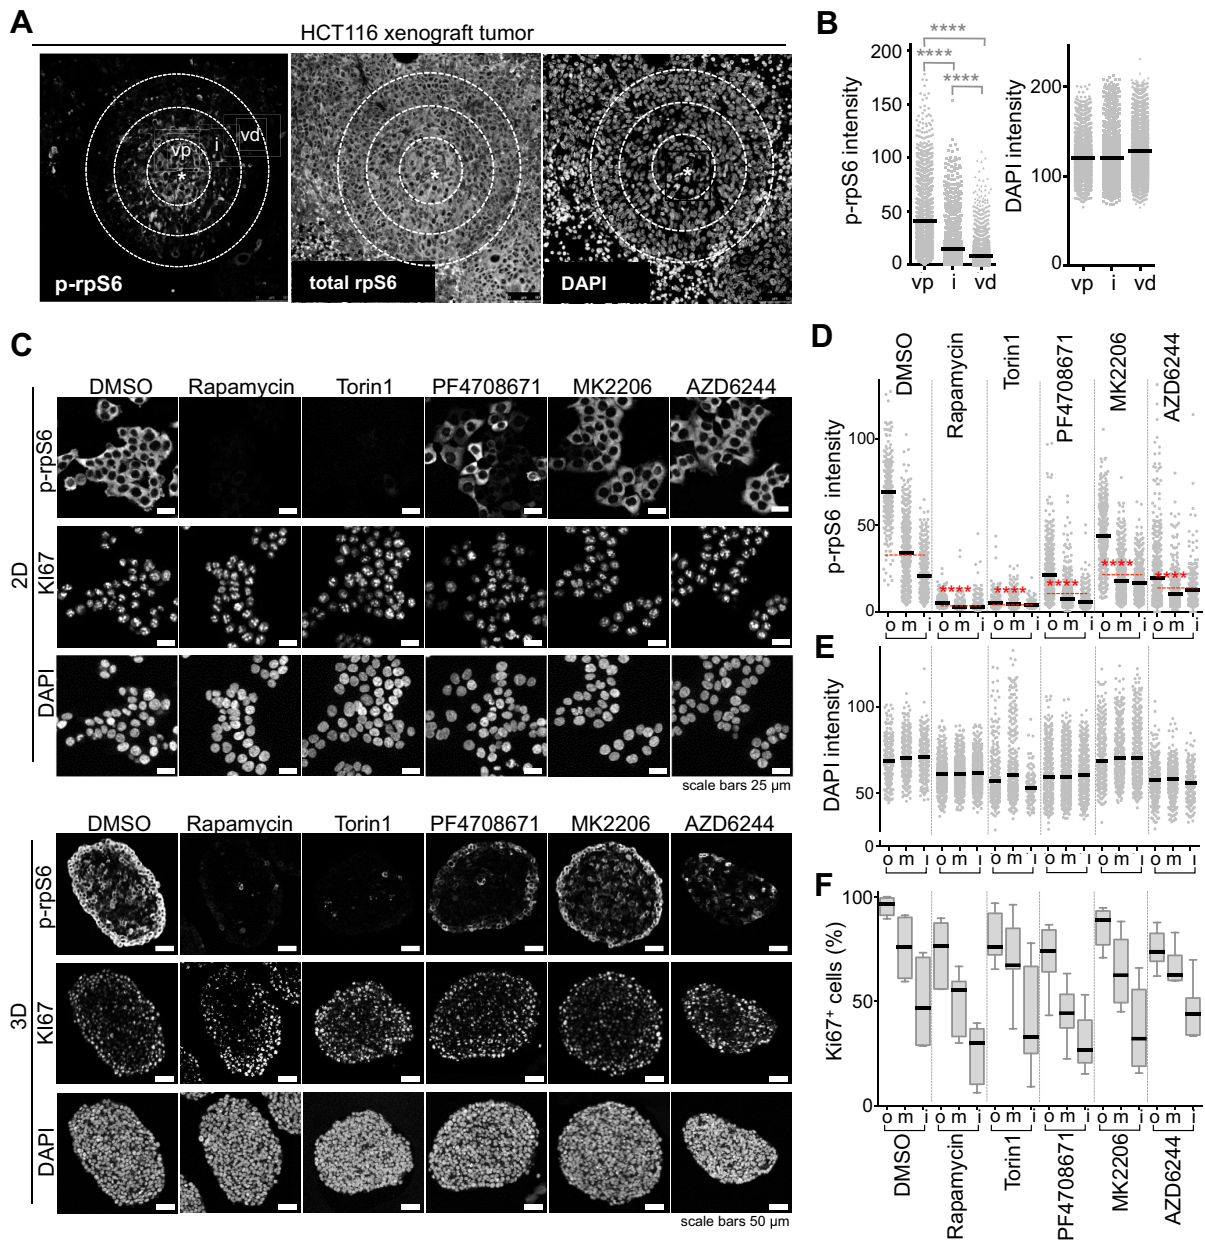 A
HCT116 xenograft tumor
vp
i
vd
*
p-rpS6
*
total rpS6
*
DAPI
B
****
****
****
p-rpS6 intensity
200
150
100
50
0
vp i vd
DAPI intensity
200
100
0
vp i vd
C
2D
DMSO Rapamycin Torin1 PF4708671 MK2206 AZD6244
p-rpS6
KI67
DAPI
scale bars 25 µm
3D
DMSO Rapamycin Torin1 PF4708671 MK2206 AZD6244
p-rpS6
KI67
DAPI
scale bars 50 µm
D
DMSO
Rapamycin
Torin1
PF4708671
MK2206
AZD6244
p-rpS6 intensity
100
50
0
**** **** **** **** ****
o m i o m i o m i o m i o m i o m i
E
DAPI intensity
100
50
0
o m i o m i o m i o m i o m i o m i
F
Ki67+ cells (%)
100
50
0
o m i o m i o m i o m i o m i o m i
DMSO
Rapamycin
Torin1
PF4708671
MK2206
AZD6244